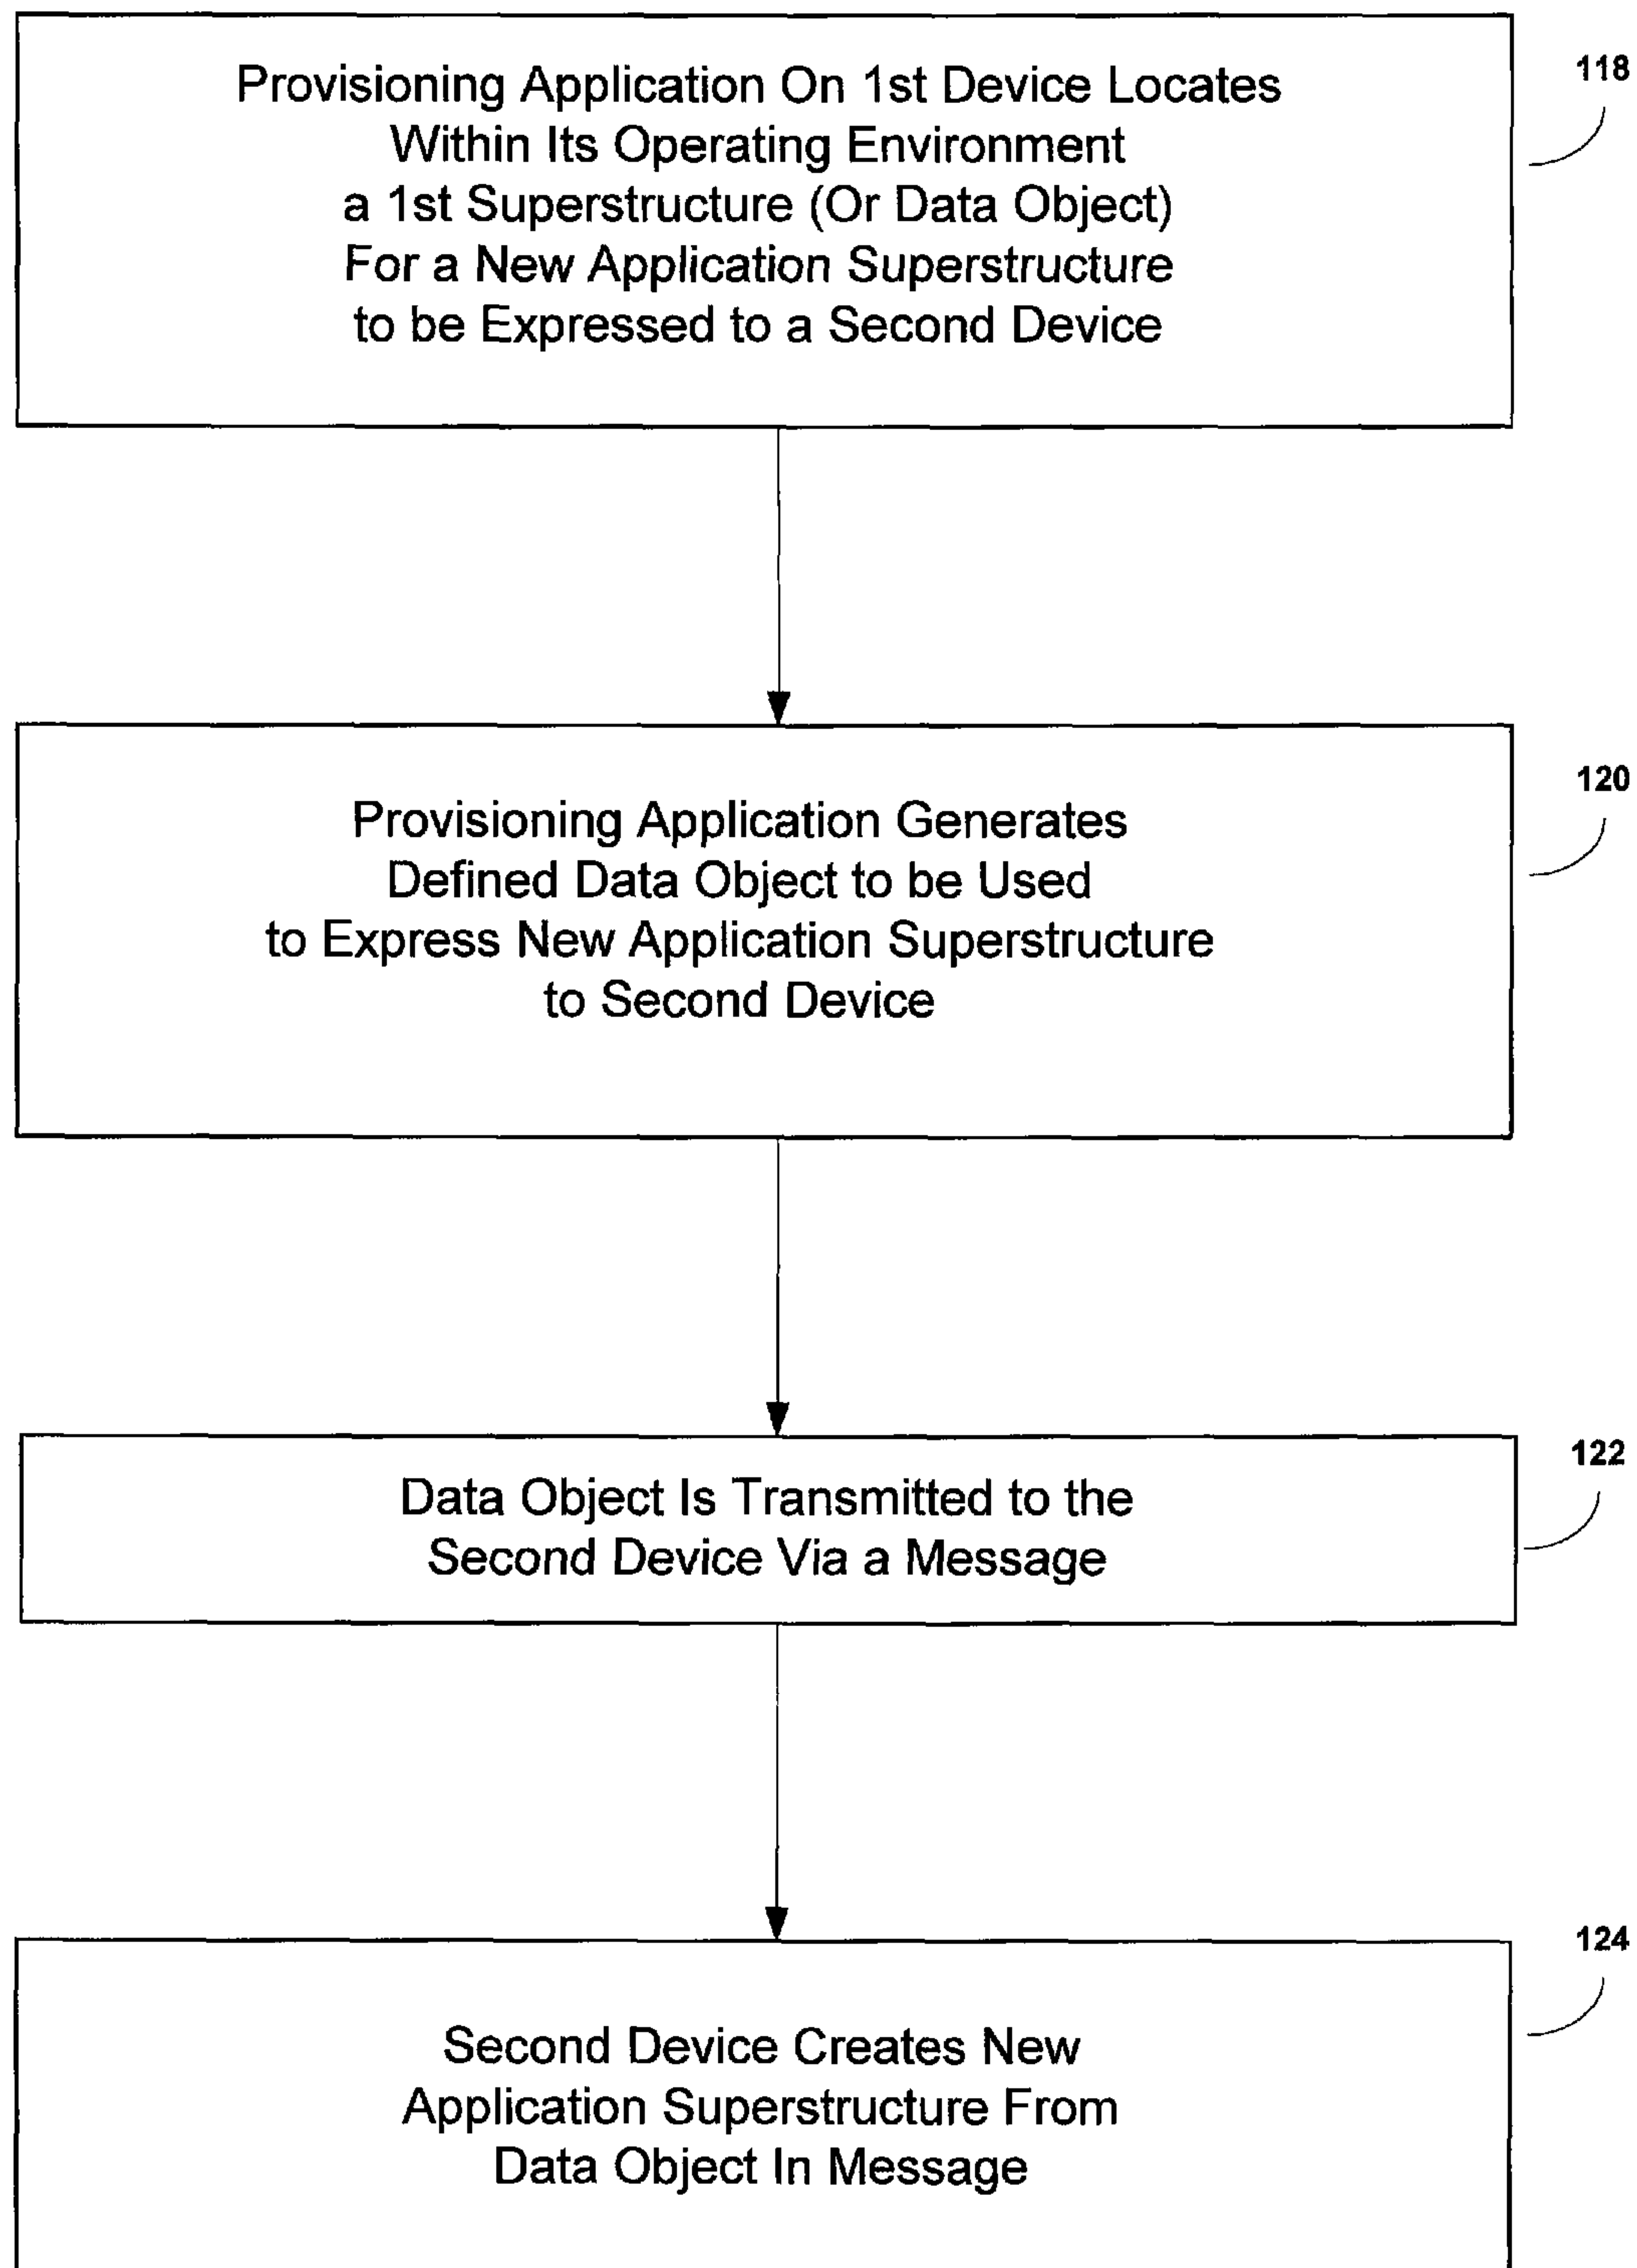 Provisioning Application On 1st Device Locates
Within Its Operating Environment
a 1st Superstructure (Or Data Object)
For a New Application Superstructure
to be Expressed to a Second Device
118
Provisioning Application Generates
Defined Data Object to be Used
to Express New Application Superstructure
to Second Device
120
Data Object Is Transmitted to the
Second Device Via a Message
122
Second Device Creates New
Application Superstructure From
Data Object In Message
124